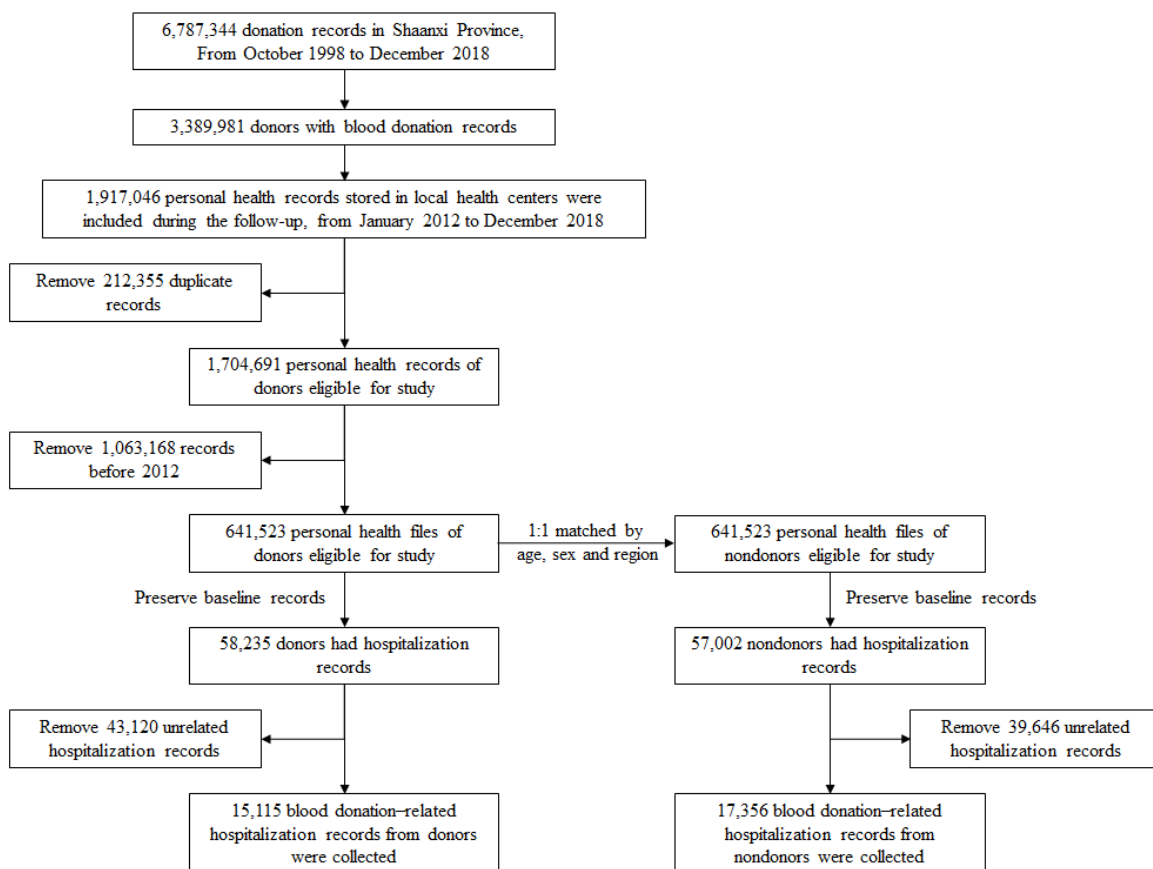 6,787,344 donation records in Shaanxi Province,
From October 1998 to December 2018
3,389,981 donors with blood donation records
1,917,046 personal health records stored in local health centers were
included during the follow-up, from January 2012 to December 2018
Remove 212,355 duplicate
records
1,704,691 personal health records of
donors eligible for study
Remove 1,063,168 records
before 2012
641,523 personal health files of
donors eligible for study
1:1 matched by
age, sex and region
641,523 personal health files of
nondonors eligible for study
Preserve baseline records
Preserve baseline records
58,235 donors had hospitalization
records
57,002 nondonors had hospitalization
records
Remove 43,120 unrelated
hospitalization records
Remove 39,646 unrelated
hospitalization records
15,115 blood donation–related
hospitalization records from donors
were collected
17,356 blood donation–related
hospitalization records from
nondonors were collected